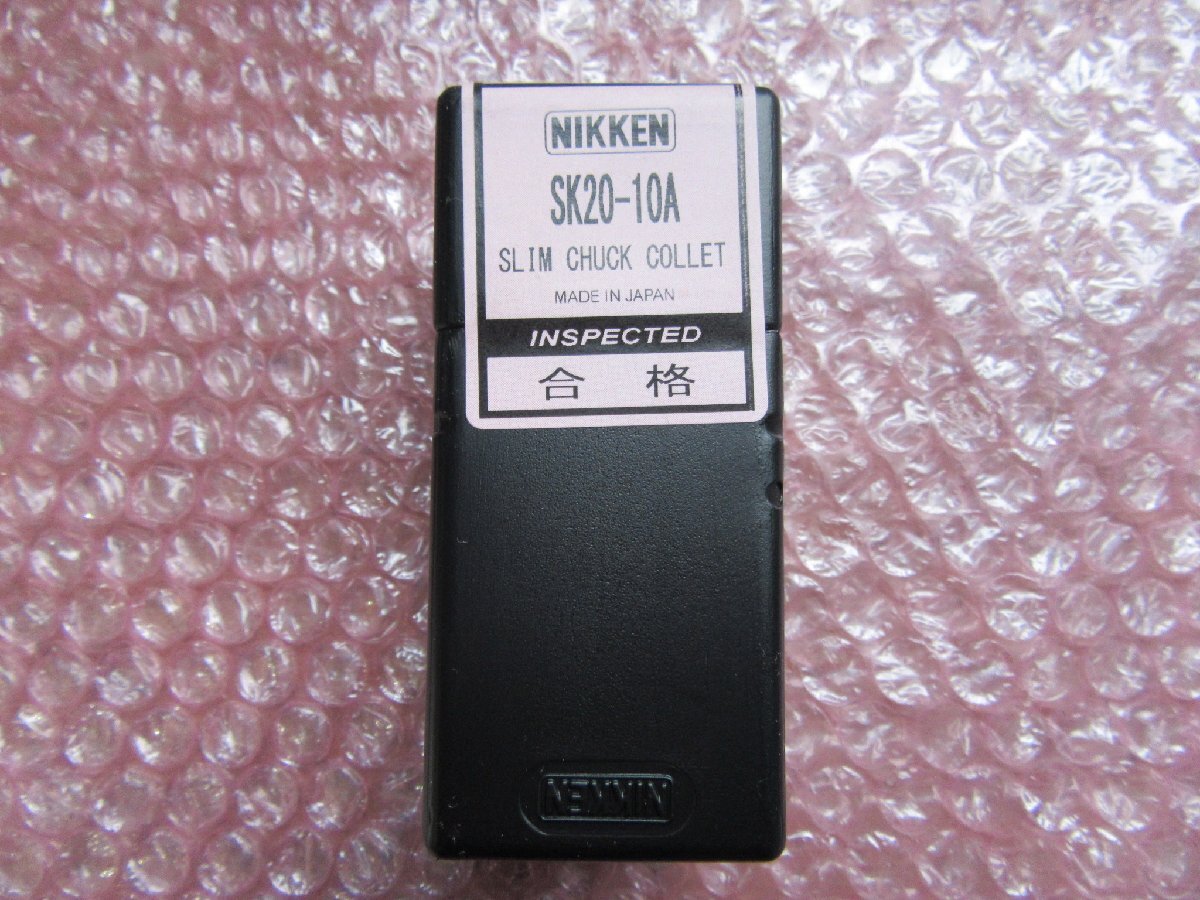 NIKKEN
SK20-10A
SLIM CHUCK COLLET
MADE IN JAPAN
INSPECTED
合格
NIKKEN